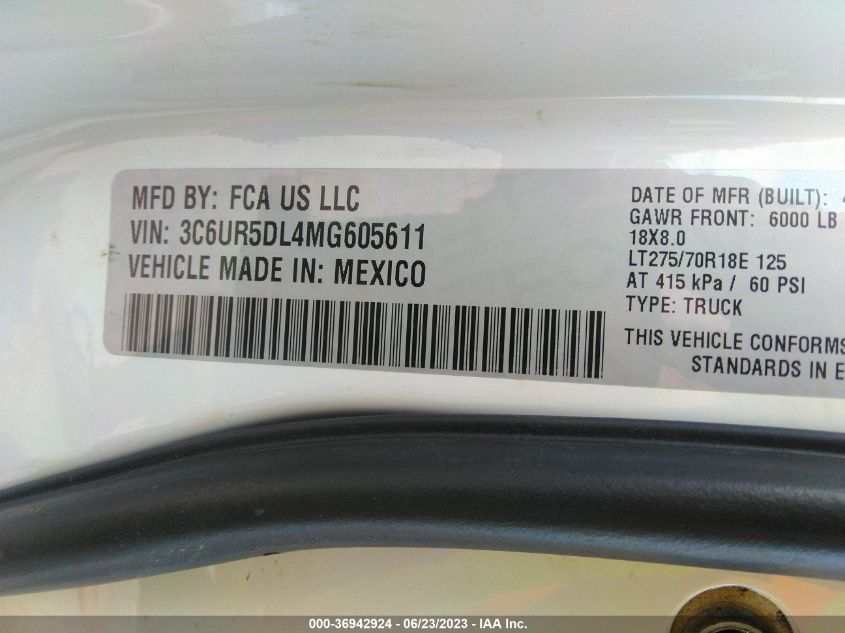 MFD BY: FCA US LLC
VIN: 3C6UR5DL4MG605611
VEHICLE MADE IN: MEXICO
DATE OF MFR (BUILT): 4
GAWR FRONT: 6000 LB
18X8.0
LT275/70R18E 125
AT 415 kPa / 60 PSI
TYPE: TRUCK
THIS VEHICLE CONFORMS
STANDARDS IN E
000-36942924 - 06/23/2023 - IAA Inc.